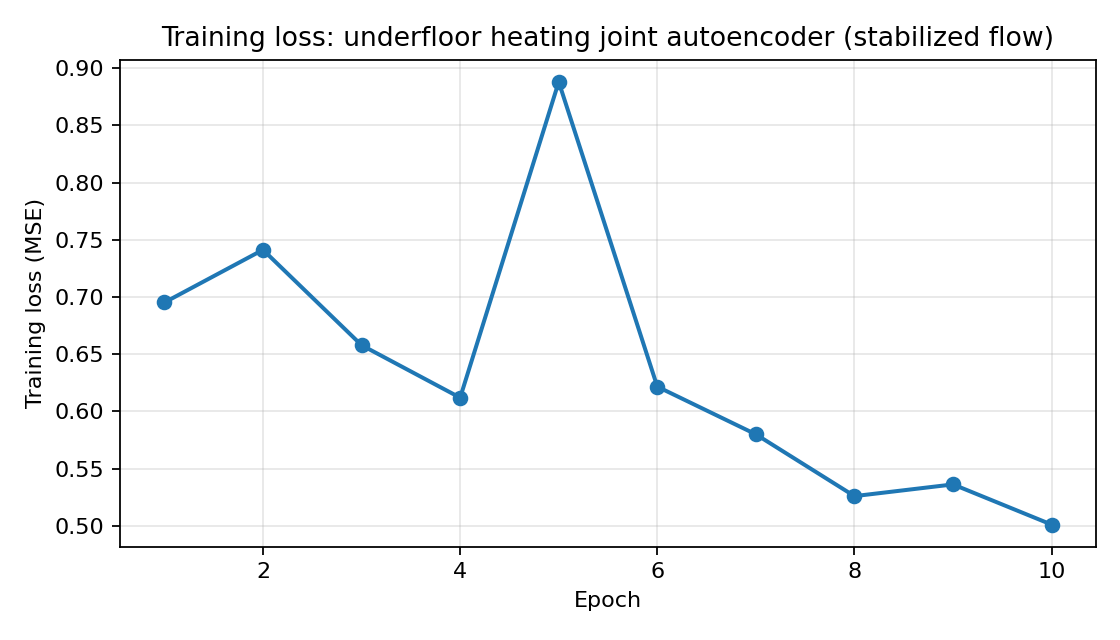 Training loss: underfloor heating joint autoencoder (stabilized flow)
Training loss (MSE)
0.90
0.85
0.80
0.75
0.70
0.65
0.60
0.55
0.50
2 4 6 8 10
Epoch